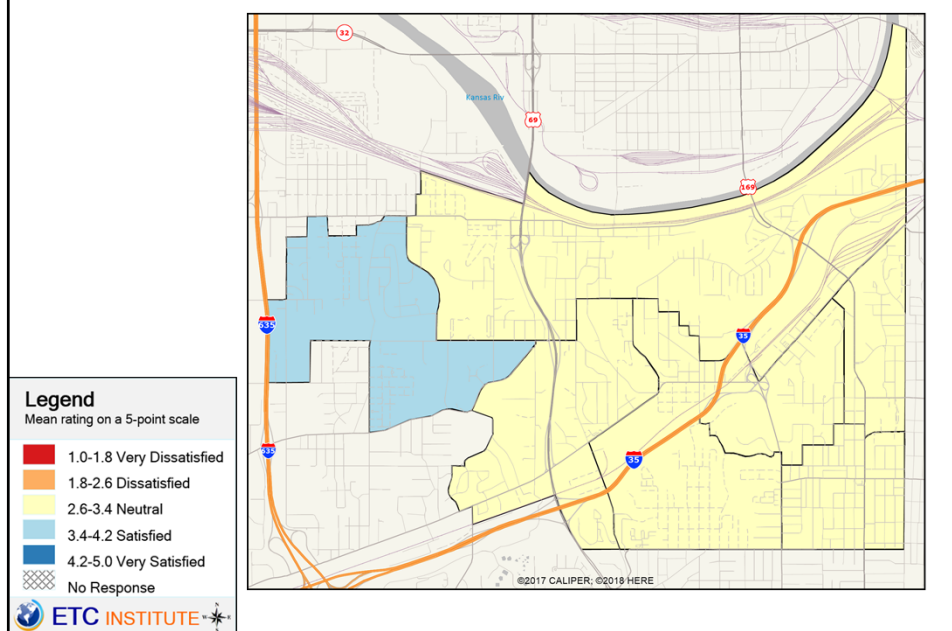 32
Kansas Riv
69
169
635
35
635
35
©2017 CALIPER; ©2018 HERE
Legend
Mean rating on a 5-point scale
1.0-1.8 Very Dissatisfied
1.8-2.6 Dissatisfied
2.6-3.4 Neutral
3.4-4.2 Satisfied
4.2-5.0 Very Satisfied
No Response
ETC INSTITUTE